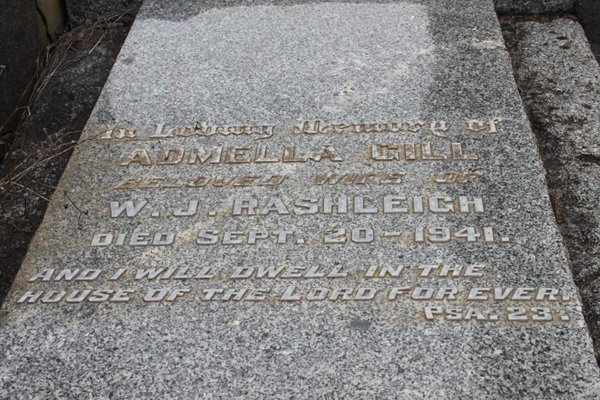 In Loving Memory of
ADMELLA GILL
BELOVED WIFE OF
W. J. RASHLEIGH
DIED SEPT. 20-1941.
AND I WILL DWELL IN THE
HOUSE OF THE LORD FOR EVER.
PSA. 23.